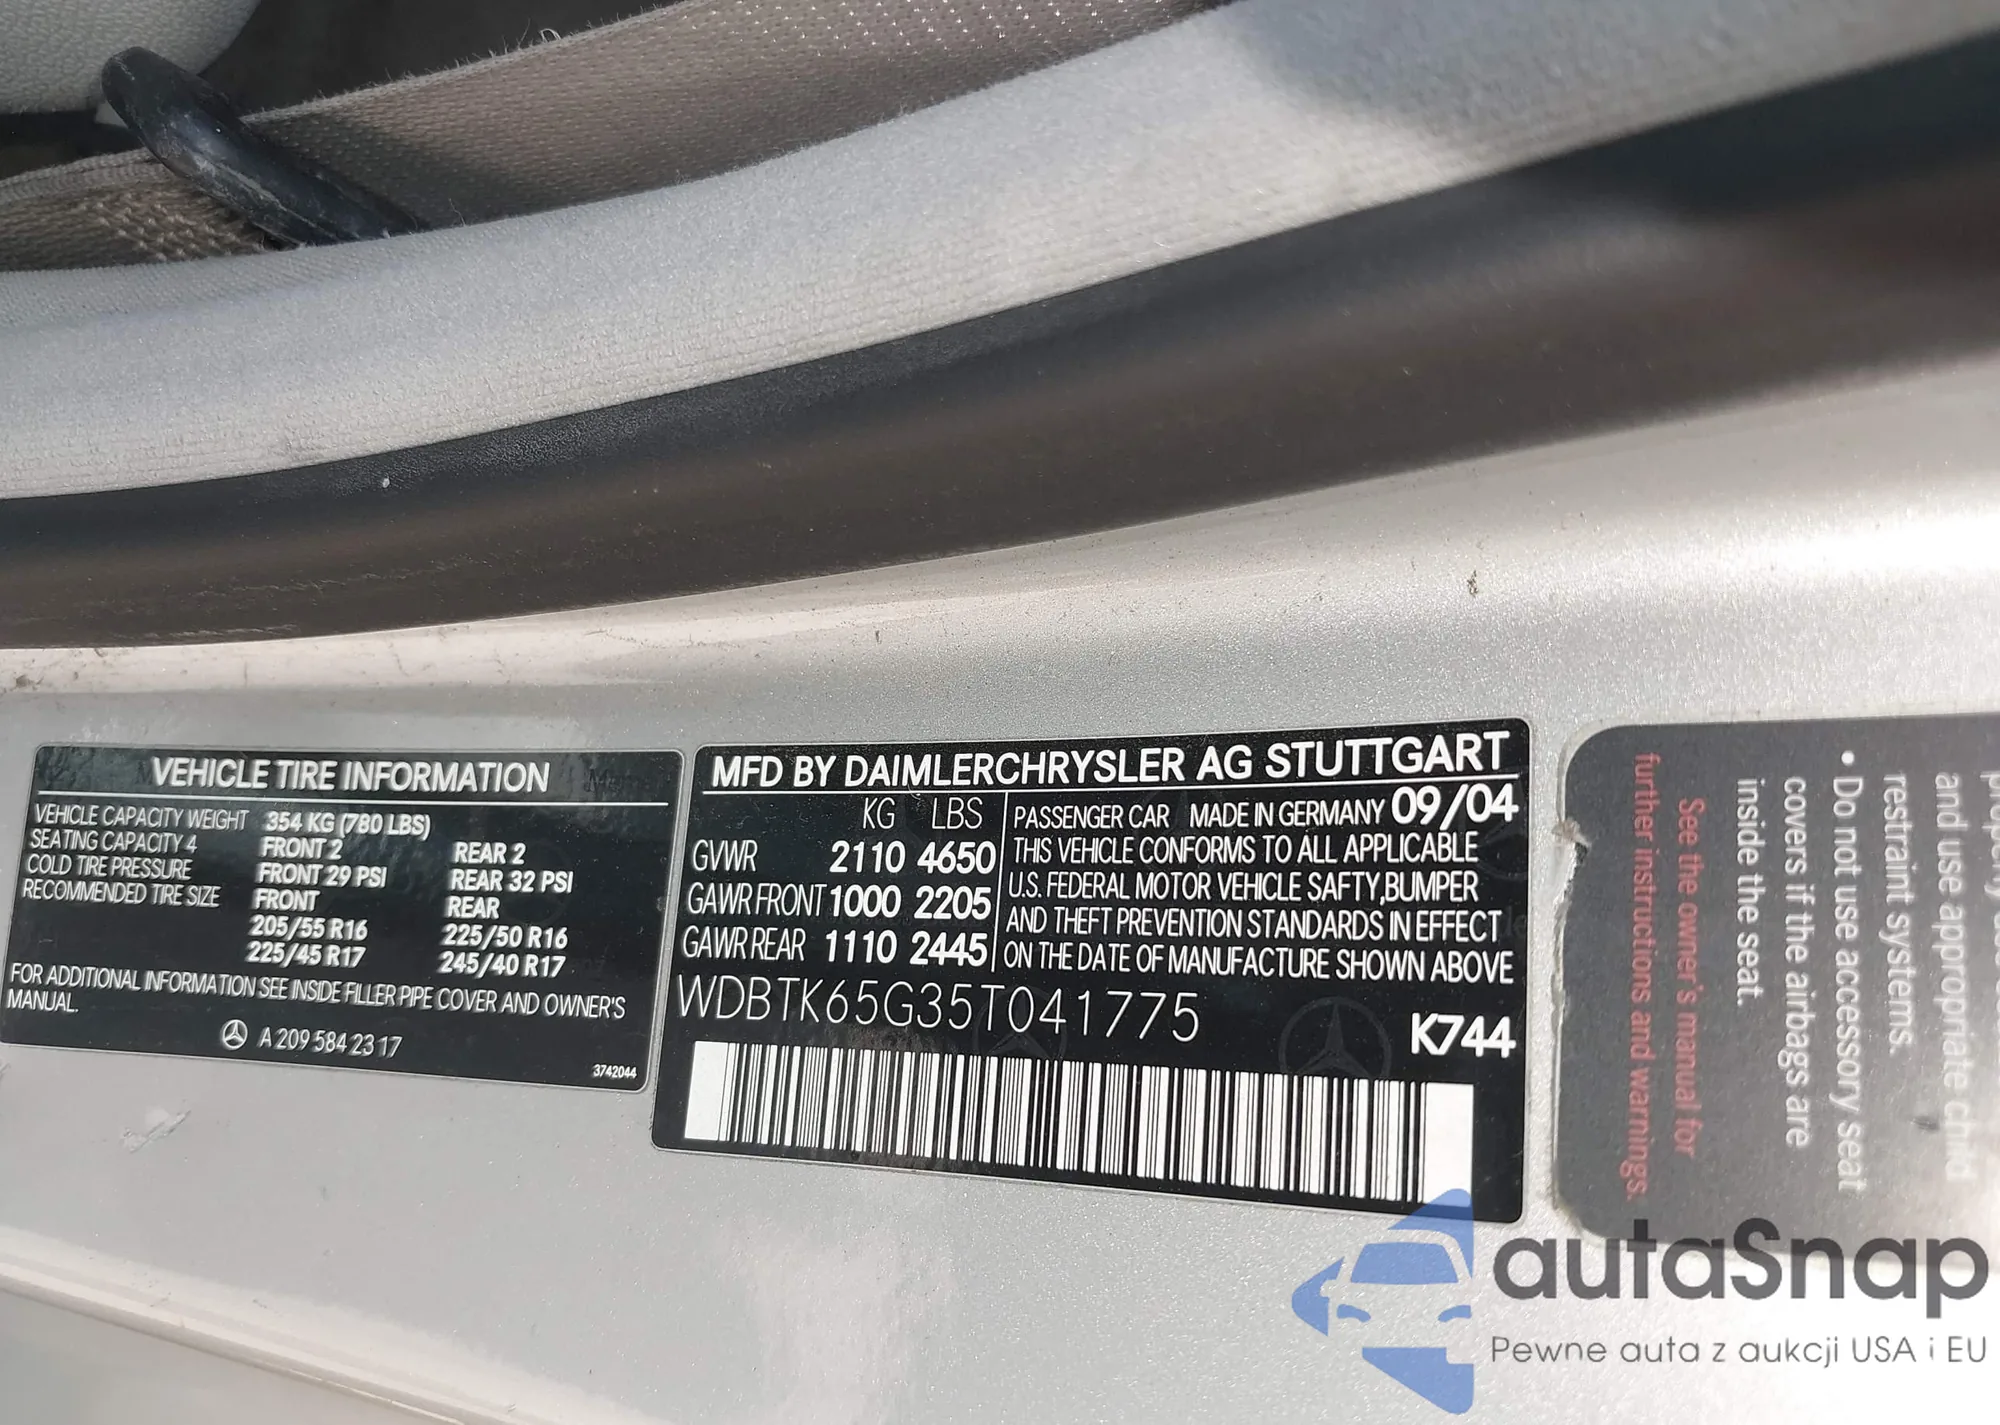 VEHICLE TIRE INFORMATION
VEHICLE CAPACITY WEIGHT 354 KG (780 LBS)
SEATING CAPACITY 4 FRONT 2 REAR 2
COLD TIRE PRESSURE FRONT 29 PSI REAR 32 PSI
RECOMMENDED TIRE SIZE FRONT REAR
205/55 R16 225/50 R16
225/45 R17 245/40 R17
FOR ADDITIONAL INFORMATION SEE INSIDE FILLER PIPE COVER AND OWNER'S
MANUAL.
A 209 584 23 17
3742044
MFD BY DAIMLERCHRYSLER AG STUTTGART
KG LBS
GVWR 2110 4650
GAWR FRONT 1000 2205
GAWR REAR 1110 2445
PASSENGER CAR MADE IN GERMANY 09/04
THIS VEHICLE CONFORMS TO ALL APPLICABLE
U.S. FEDERAL MOTOR VEHICLE SAFTY,BUMPER
AND THEFT PREVENTION STANDARDS IN EFFECT
ON THE DATE OF MANUFACTURE SHOWN ABOVE
WDBTK65G35T041775
K744
and use appropriate child
restraint systems.
• Do not use accessory seat
covers if the airbags are
inside the seat.
See the owner's manual for
further instructions and warnings.
autaSnap
Pewne auta z aukcji USA i EU